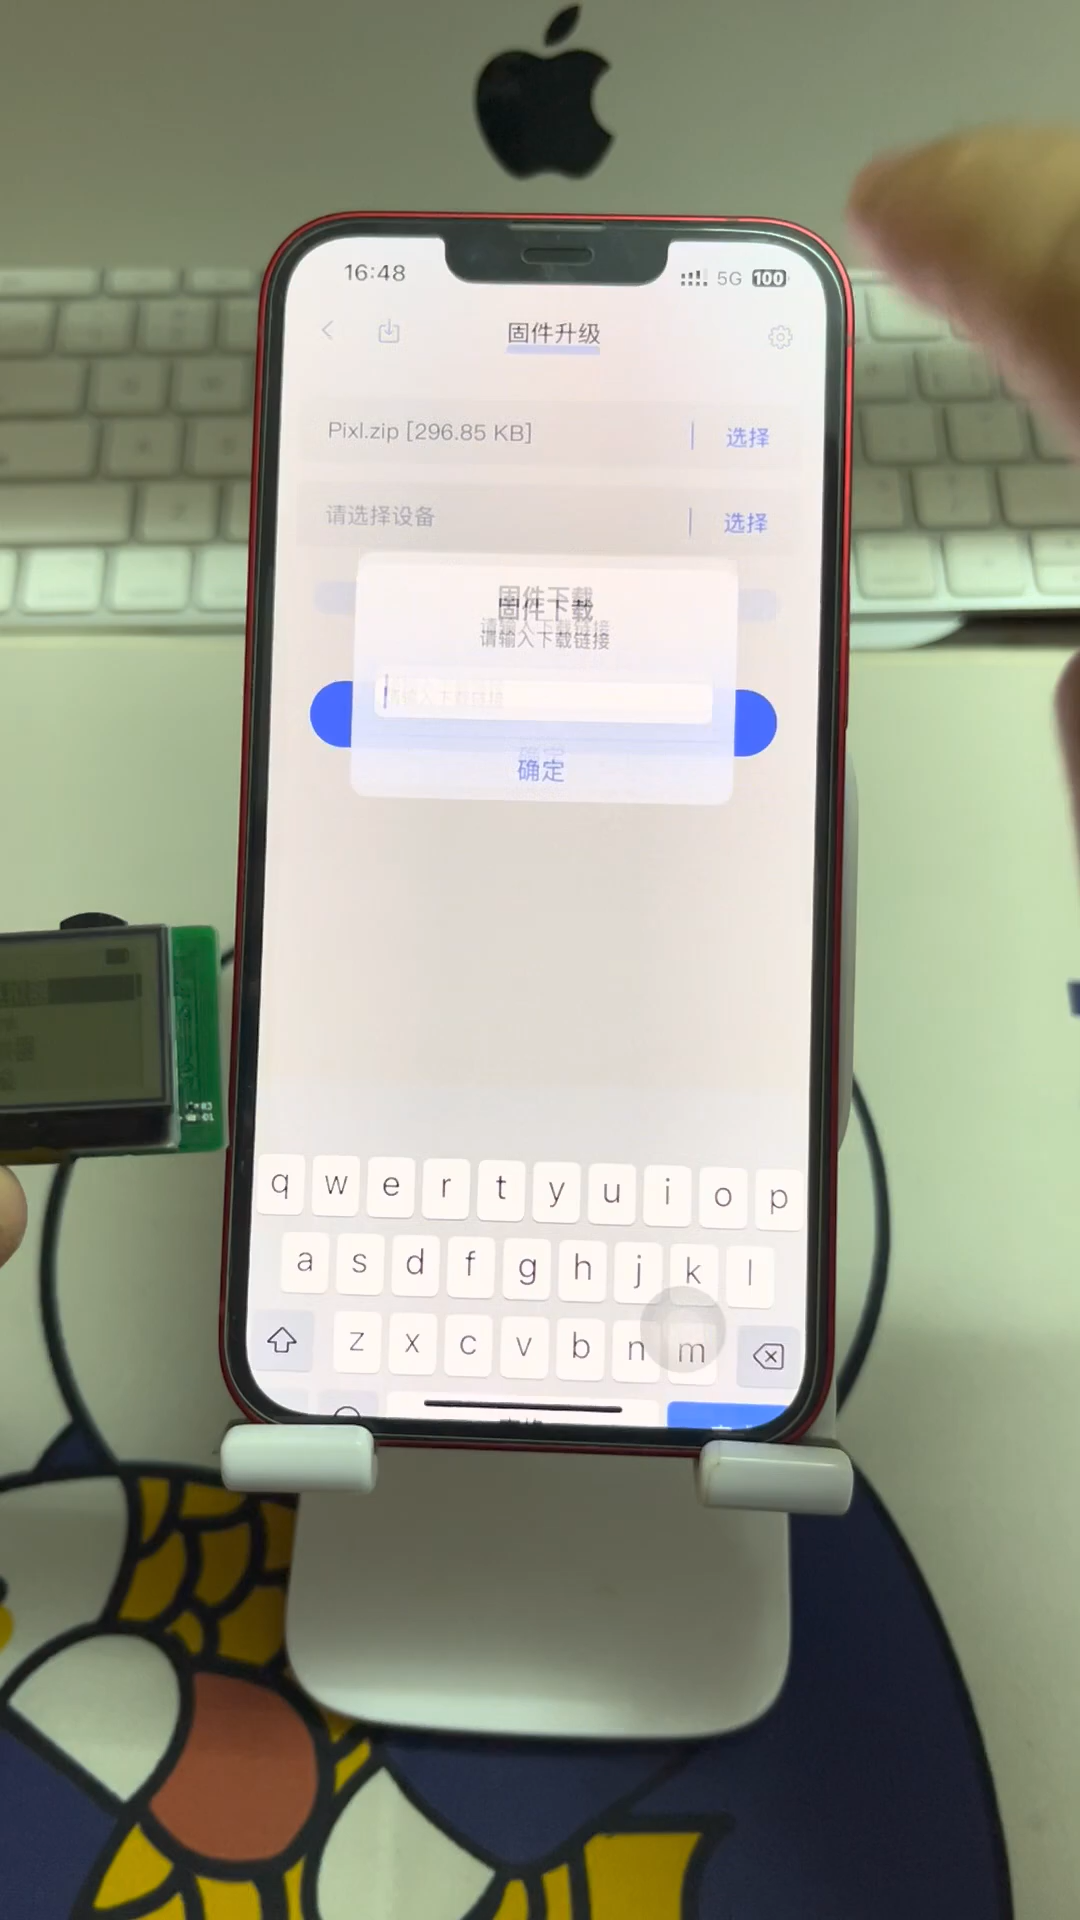 16:48
5G 100
固件升级
Pixl.zip [296.85 KB]
选择
请选择设备
选择
固件下载
请输入下载链接
确定
q w e r t y u i o p
a s d f g h j k l
z x c v b n m